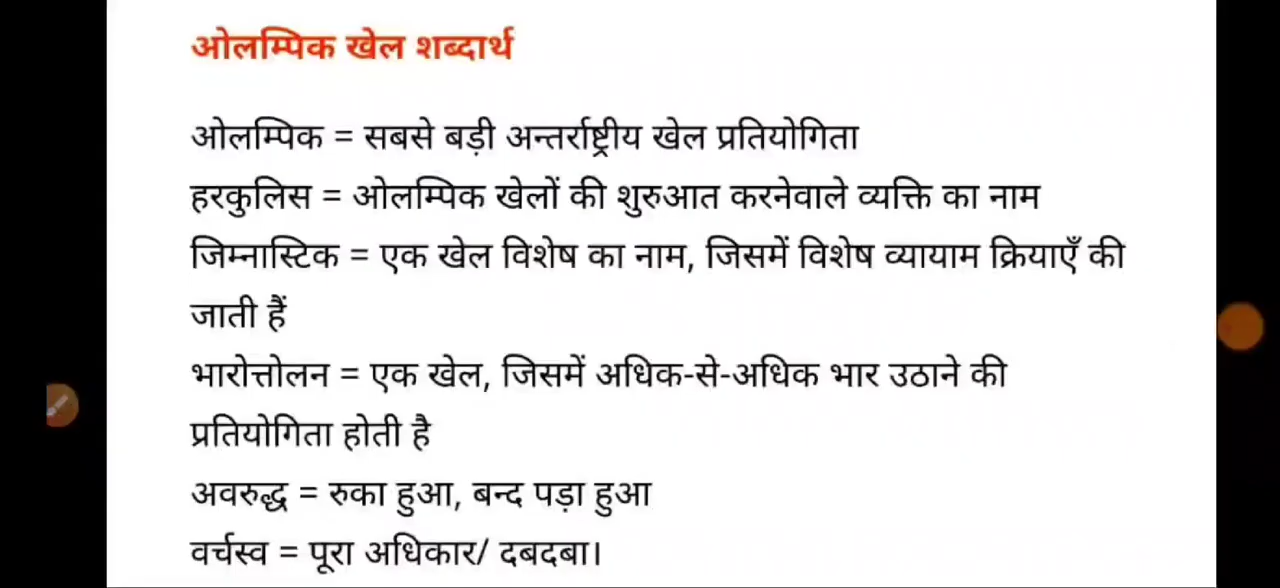 ओलम्पिक खेल शब्दार्थ
ओलम्पिक = सबसे बड़ी अन्तर्राष्ट्रीय खेल प्रतियोगिता
हरकुलिस = ओलम्पिक खेलों की शुरुआत करनेवाले व्यक्ति का नाम
जिम्नास्टिक = एक खेल विशेष का नाम, जिसमें विशेष व्यायाम क्रियाएँ की
जाती हैं
भारोत्तोलन = एक खेल, जिसमें अधिक-से-अधिक भार उठाने की
प्रतियोगिता होती है
अवरुद्ध = रुका हुआ, बन्द पड़ा हुआ
वर्चस्व = पूरा अधिकार/ दबदबा।